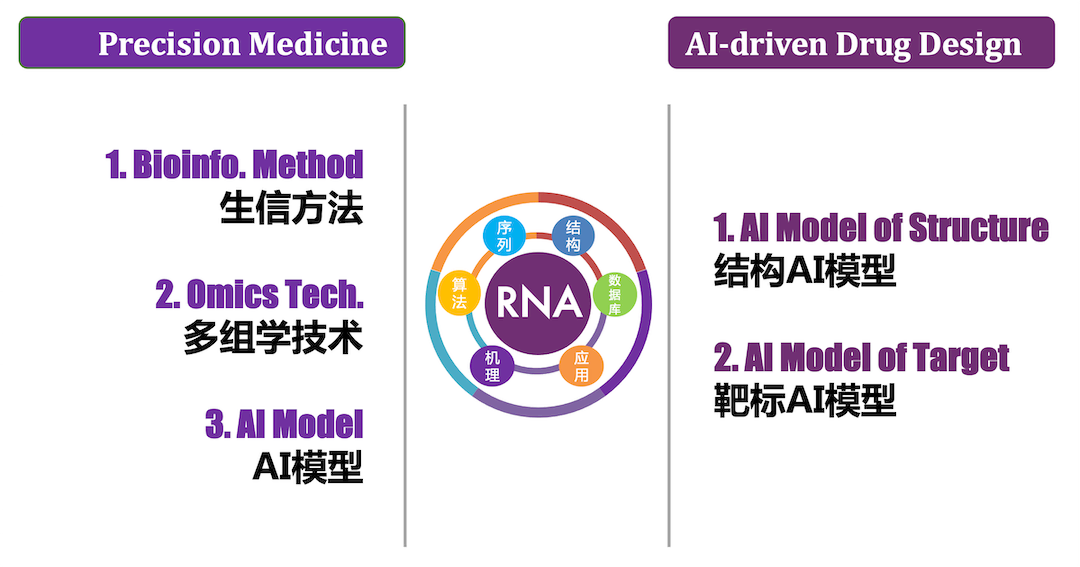 Precision Medicine
AI-driven Drug Design
1. Bioinfo. Method
生信方法
2. Omics Tech.
多组学技术
3. AI Model
AI模型
序列
结构
算法
RNA
数据库
机理
应用
1. AI Model of Structure
结构AI模型
2. AI Model of Target
靶标AI模型